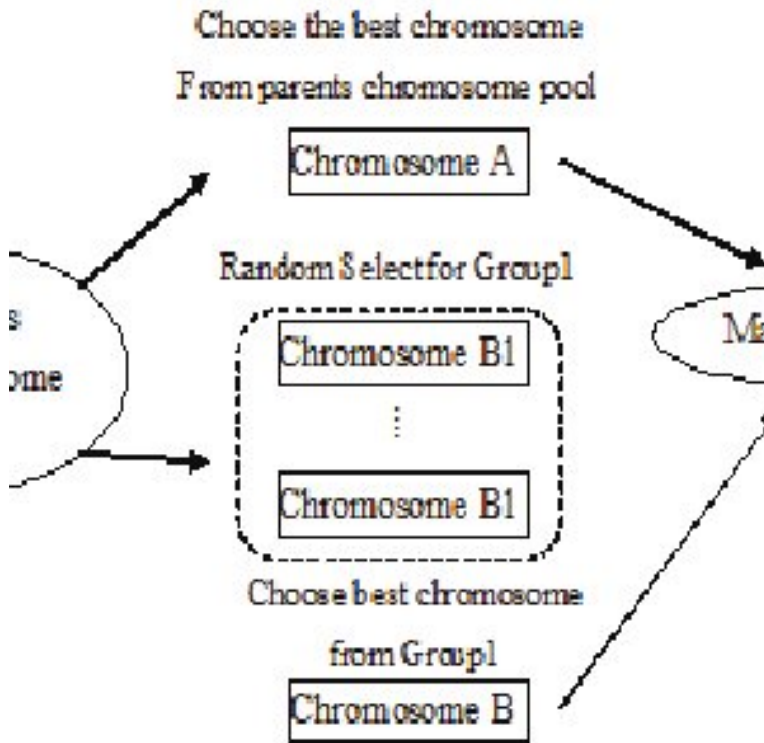 Choose the best chromosome
From parents chromosome pool
Chromosome A
Random Select for Group1
Chromosome B1
Chromosome B1
Choose best chromosome
from Group1
Chromosome B